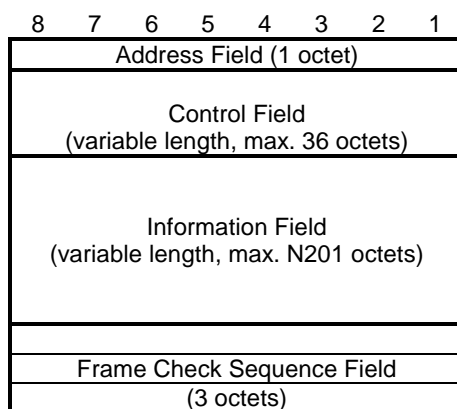 8 7 6 5 4 3 2 1
Address Field (1 octet)
Control Field
(variable length, max. 36 octets)
Information Field
(variable length, max. N201 octets)
Frame Check Sequence Field
(3 octets)